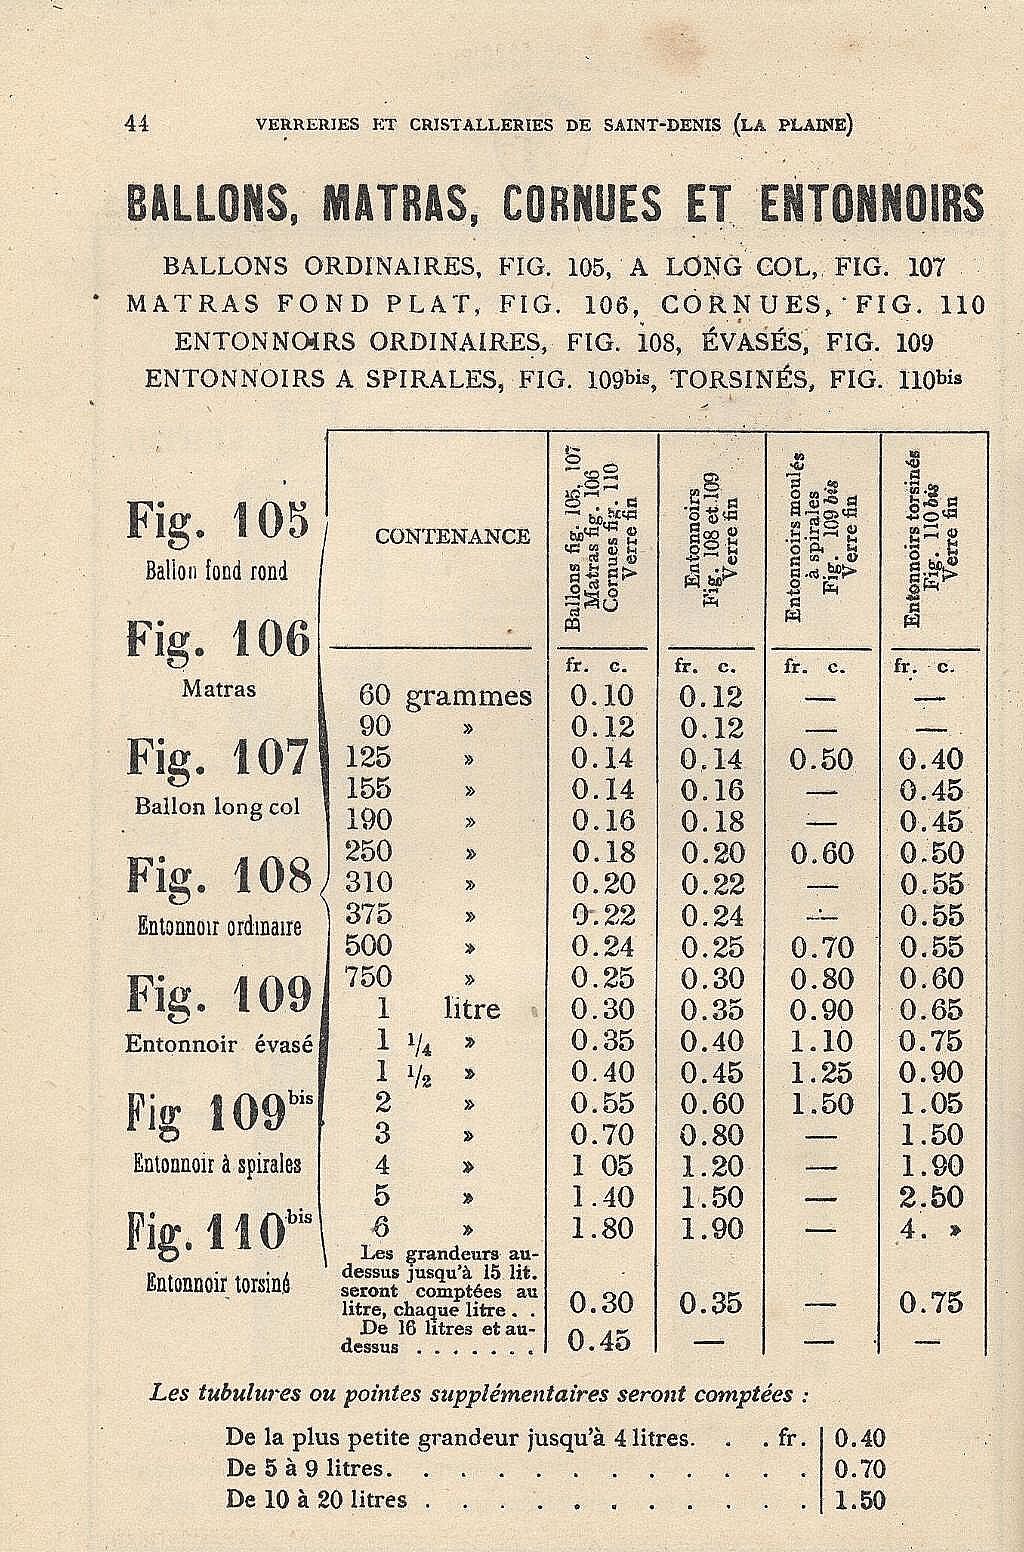 44 VERRERIES ET CRISTALLERIES DE SAINT-DENIS (LA PLAINE)
BALLONS, MATRAS, CORNUES ET ENTONNOIRS
BALLONS ORDINAIRES, FIG. 105, A LONG COL, FIG. 107
MATRAS FOND PLAT, FIG. 106, CORNUES, FIG. 110
ENTONNOIRS ORDINAIRES, FIG. 108, ÉVASÉS, FIG. 109
ENTONNOIRS A SPIRALES, FIG. 109bis, TORSINÉS, FIG. 110bis
Fig. 105
Ballon fond rond
Fig. 106
Matras
Fig. 107
Ballon long col
Fig. 108
Entonnoir ordinaire
Fig. 109
Entonnoir évasé
Fig 109bis
Entonnoir à spirales
Fig. 110bis
Entonnoir torsiné
CONTENANCE
Ballons fig. 105, 107
Matras fig. 106
Cornues fig. 110
Verre fin
Entonnoirs
Fig. 108 et 109
Verre fin
Entonnoirs moulés
à spirales
Fig. 109 bis
Verre fin
Entonnoirs torsinés
Fig. 110 bis
Verre fin
fr. c. fr. c. fr. c. fr. c.
60 grammes 0.10 0.12 — —
90 » 0.12 0.12 — —
125 » 0.14 0.14 0.50 0.40
155 » 0.14 0.16 — 0.45
190 » 0.16 0.18 — 0.45
250 » 0.18 0.20 0.60 0.50
310 » 0.20 0.22 — 0.55
375 » 0.22 0.24 — 0.55
500 » 0.24 0.25 0.70 0.55
750 » 0.25 0.30 0.80 0.60
1 litre 0.30 0.35 0.90 0.65
1 1/4 » 0.35 0.40 1.10 0.75
1 1/2 » 0.40 0.45 1.25 0.90
2 » 0.55 0.60 1.50 1.05
3 » 0.70 0.80 — 1.50
4 » 1 05 1.20 — 1.90
5 » 1.40 1.50 — 2.50
6 » 1.80 1.90 — 4. »
Les grandeurs au-
dessus jusqu'à 15 lit.
seront comptées au
litre, chaque litre . . 0.30 0.35 — 0.75
De 16 litres et au-
dessus . . . . . . . 0.45 — — —
Les tubulures ou pointes supplémentaires seront comptées :
De la plus petite grandeur jusqu'à 4 litres. . . fr. 0.40
De 5 à 9 litres. . . . . . . . . . . . 0.70
De 10 à 20 litres . . . . . . . . . . . 1.50